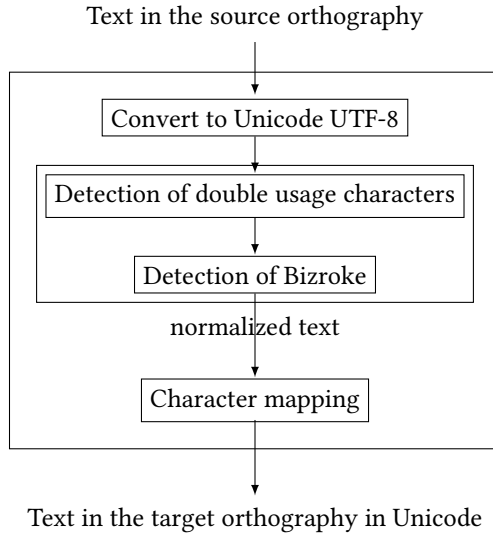 Text in the source orthography
Convert to Unicode UTF-8
Detection of double usage characters
Detection of Bizroke
normalized text
Character mapping
Text in the target orthography in Unicode